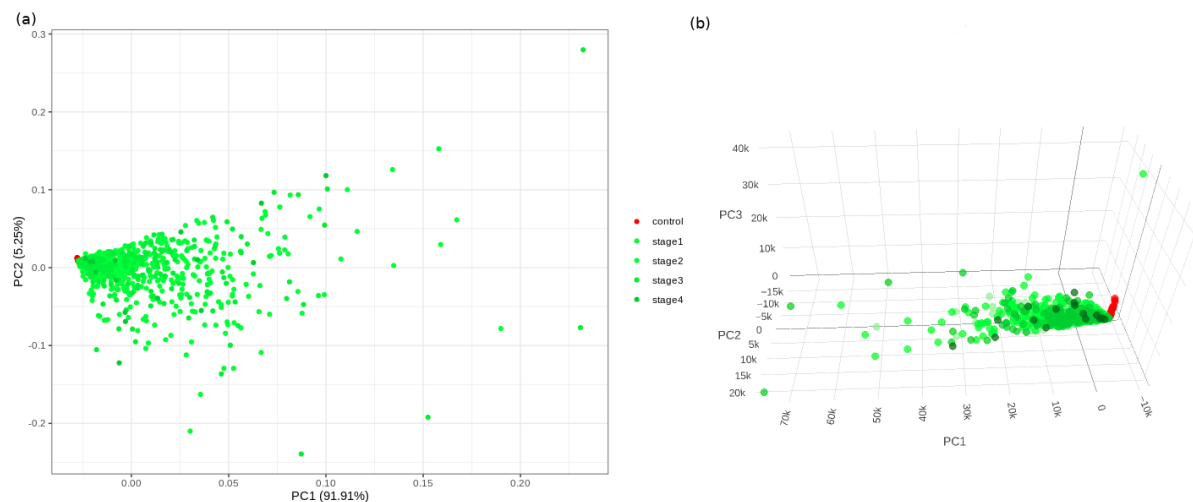 (a)
0.3
0.2
0.1
0.0
-0.1
-0.2
PC2 (5.25%)
0.00
0.05
0.10
0.15
0.20
PC1 (91.91%)
control
stage1
stage2
stage3
stage4
(b)
40k
30k
PC3
20k
10k
0
−15k
−10k
−5k
PC2
0
5k
10k
15k
20k
70k
60k
50k
40k
30k
20k
10k
0
−10k
PC1